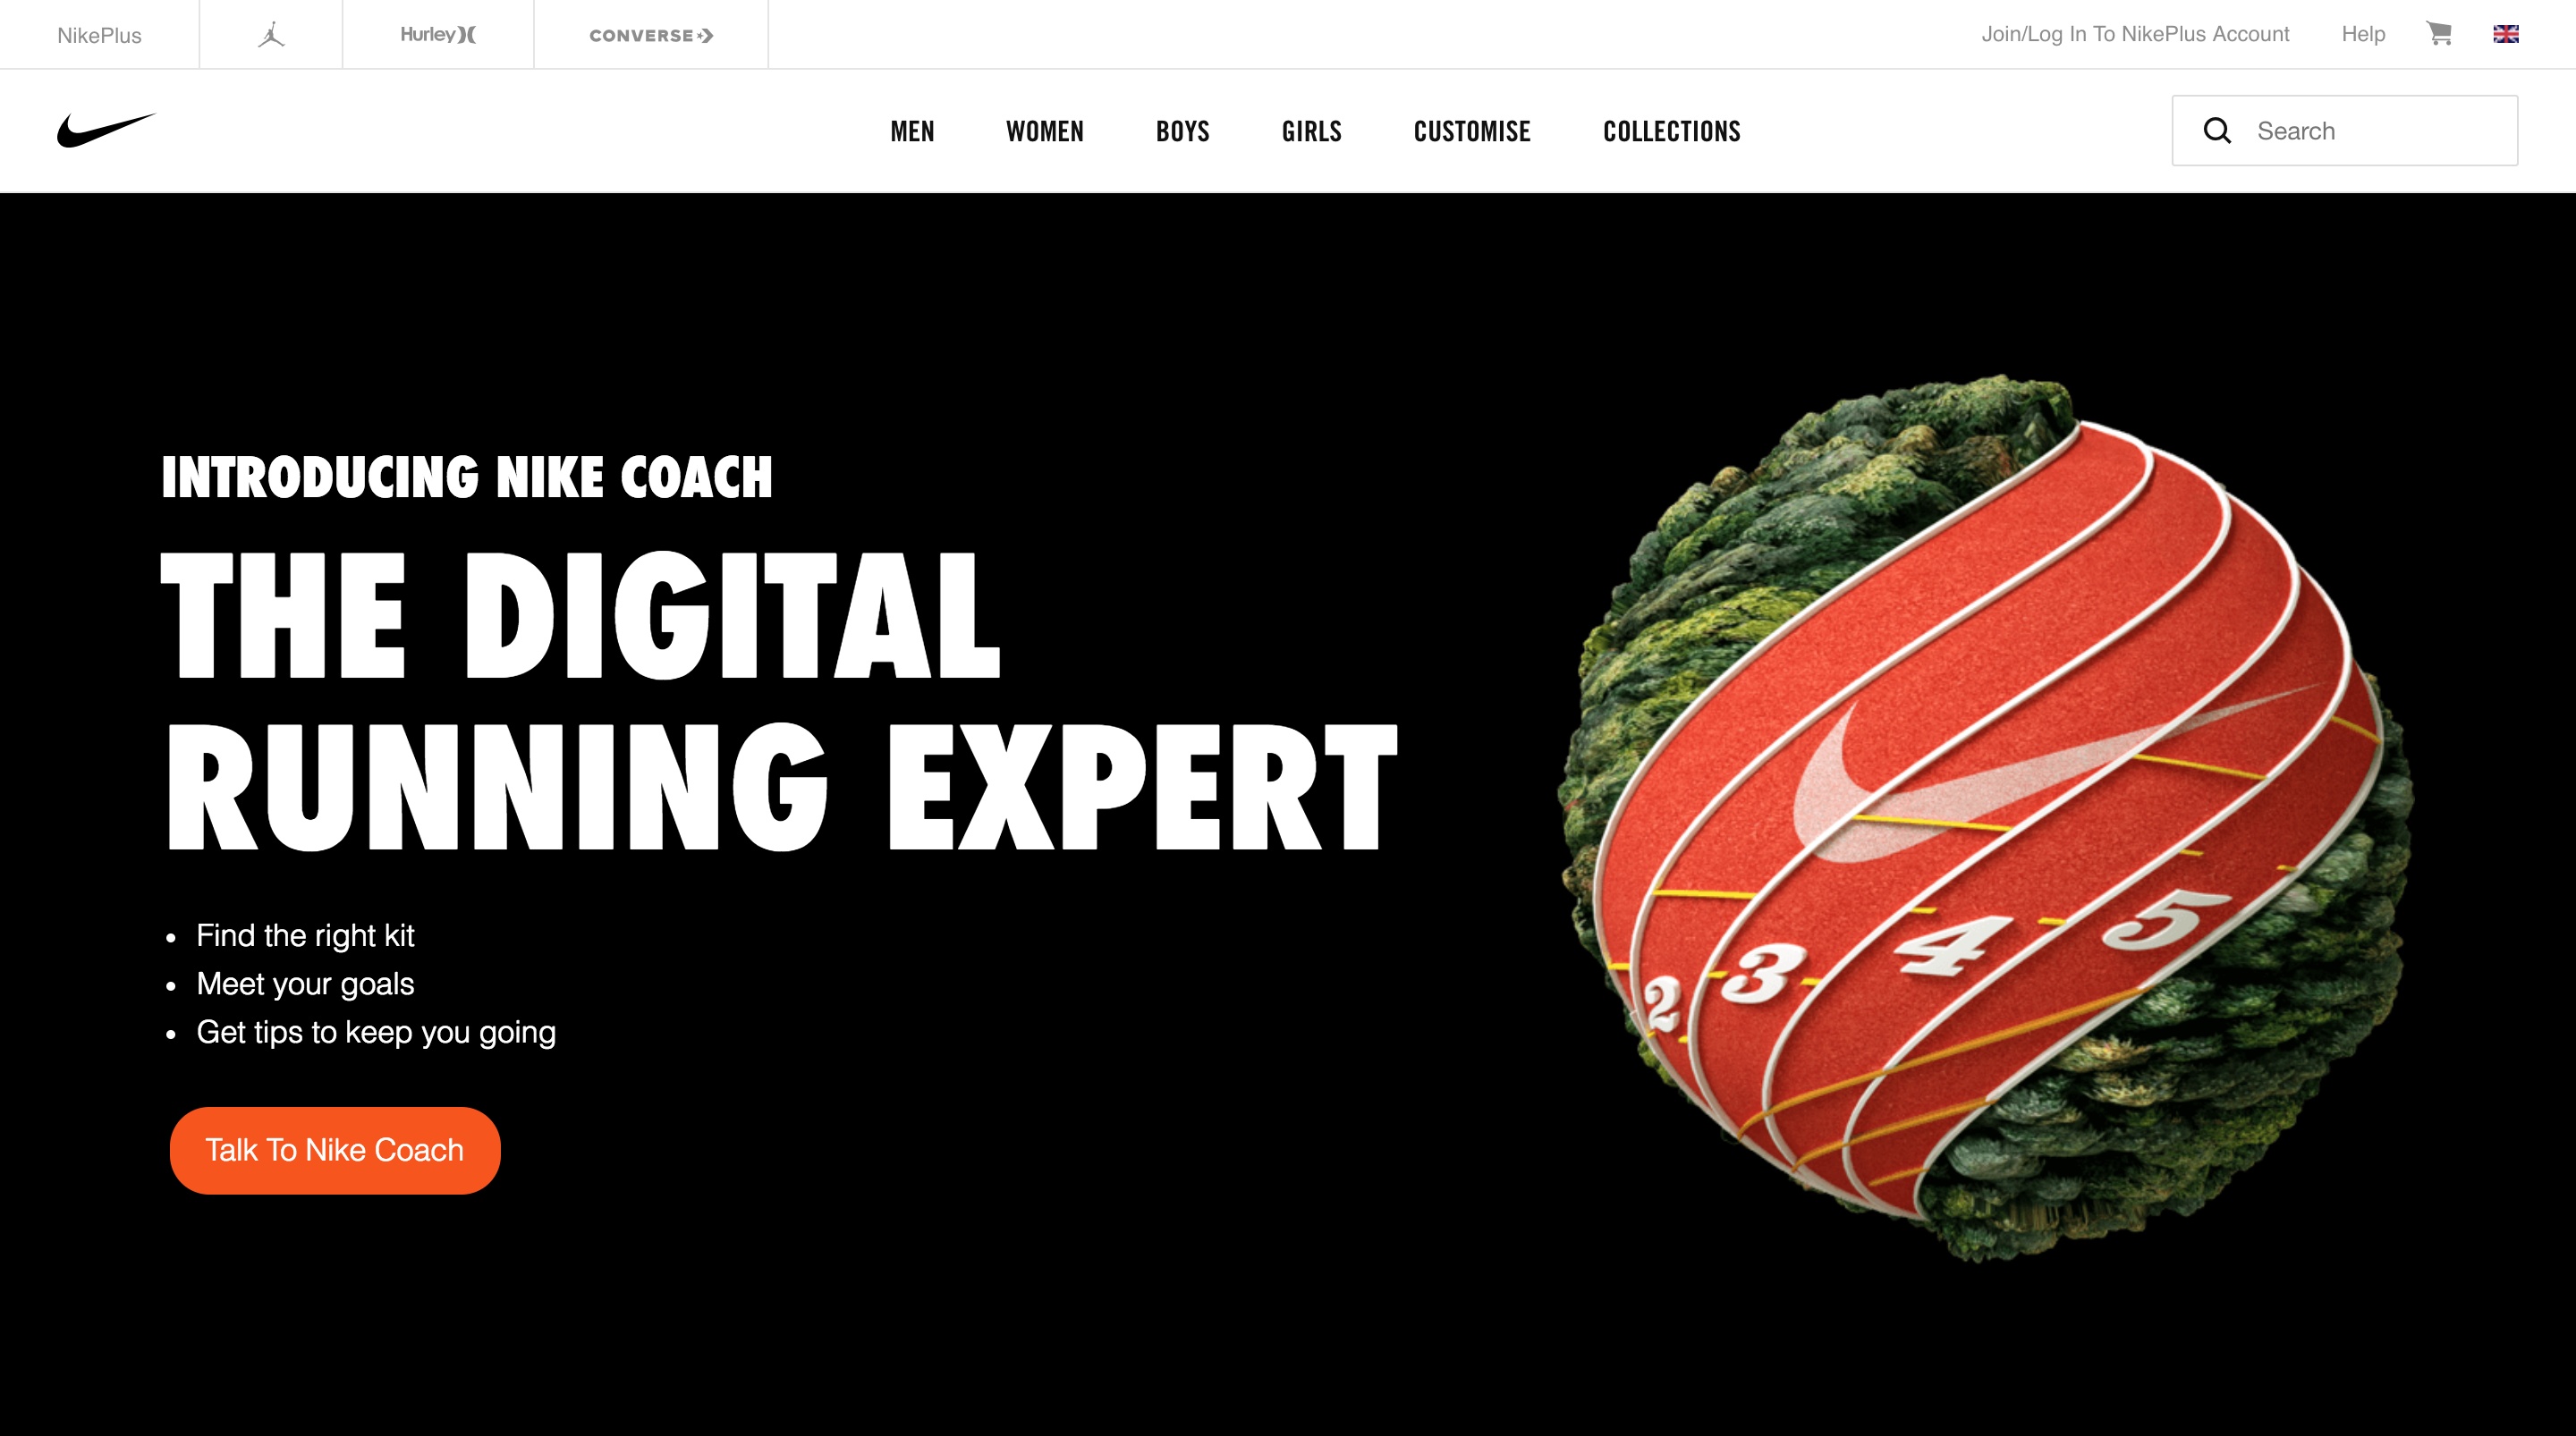 NikePlus
Hurley
CONVERSE
Join/Log In To NikePlus Account
Help
MEN
WOMEN
BOYS
GIRLS
CUSTOMISE
COLLECTIONS
Search
INTRODUCING NIKE COACH
THE DIGITAL
RUNNING EXPERT
• Find the right kit
• Meet your goals
• Get tips to keep you going
Talk To Nike Coach
2 3 4 5